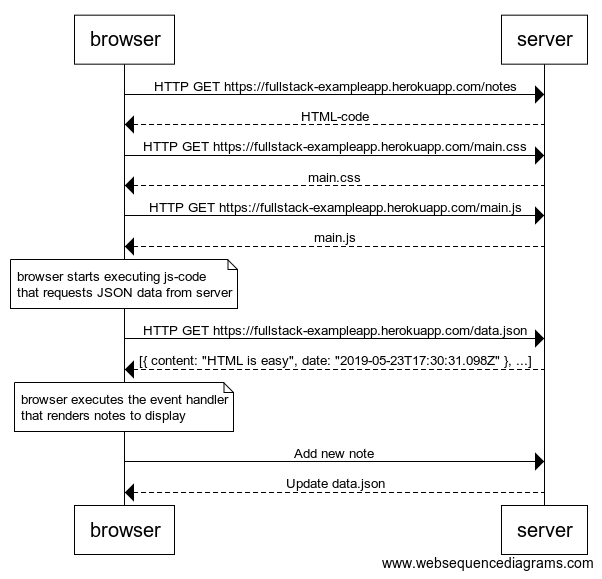 browser
server
HTTP GET https://fullstack-exampleapp.herokuapp.com/notes
HTML-code
HTTP GET https://fullstack-exampleapp.herokuapp.com/main.css
main.css
HTTP GET https://fullstack-exampleapp.herokuapp.com/main.js
main.js
browser starts executing js-code
that requests JSON data from server
HTTP GET https://fullstack-exampleapp.herokuapp.com/data.json
[{ content: "HTML is easy", date: "2019-05-23T17:30:31.098Z" }, ...]
browser executes the event handler
that renders notes to display
Add new note
Update data.json
browser
server
www.websequencediagrams.com